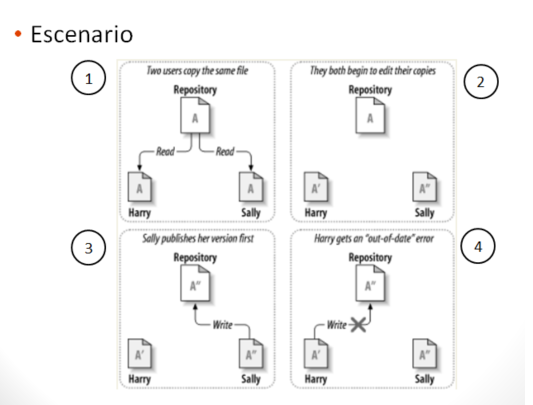 • Escenario
1
Two users copy the same file
Repository
A
Read Read
A A
Harry Sally
They both begin to edit their copies
2
Repository
A
A' A"
Harry Sally
3
Sally publishes her version first
Repository
A"
Write
A' A"
Harry Sally
Harry gets an "out-of-date" error
4
Repository
A"
Write
A' A"
Harry Sally